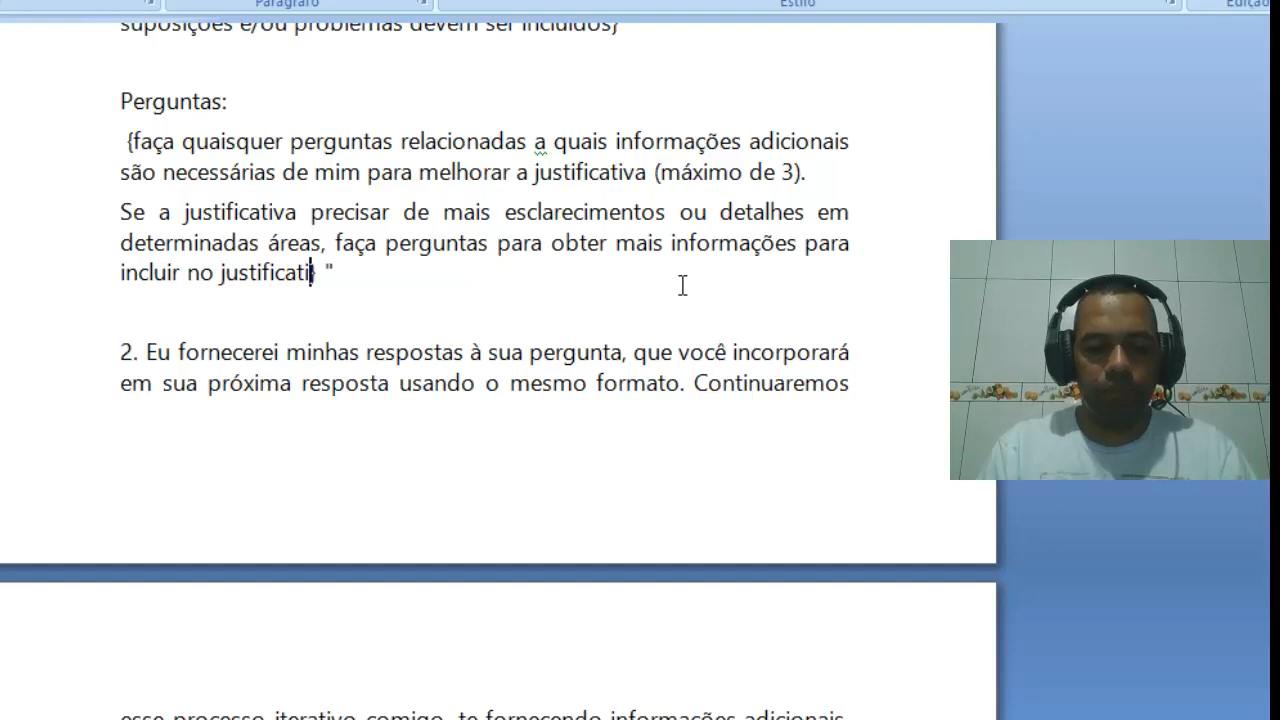 Parágrafo
Estilo
Edição
suposições e/ou problemas devem ser incluídos}
Perguntas:
{faça quaisquer perguntas relacionadas a quais informações adicionais
são necessárias de mim para melhorar a justificativa (máximo de 3).
Se a justificativa precisar de mais esclarecimentos ou detalhes em
determinadas áreas, faça perguntas para obter mais informações para
incluir no justificati} "
2. Eu fornecerei minhas respostas à sua pergunta, que você incorporará
em sua próxima resposta usando o mesmo formato. Continuaremos
esse processo iterativo comigo, te fornecendo informações adicionais